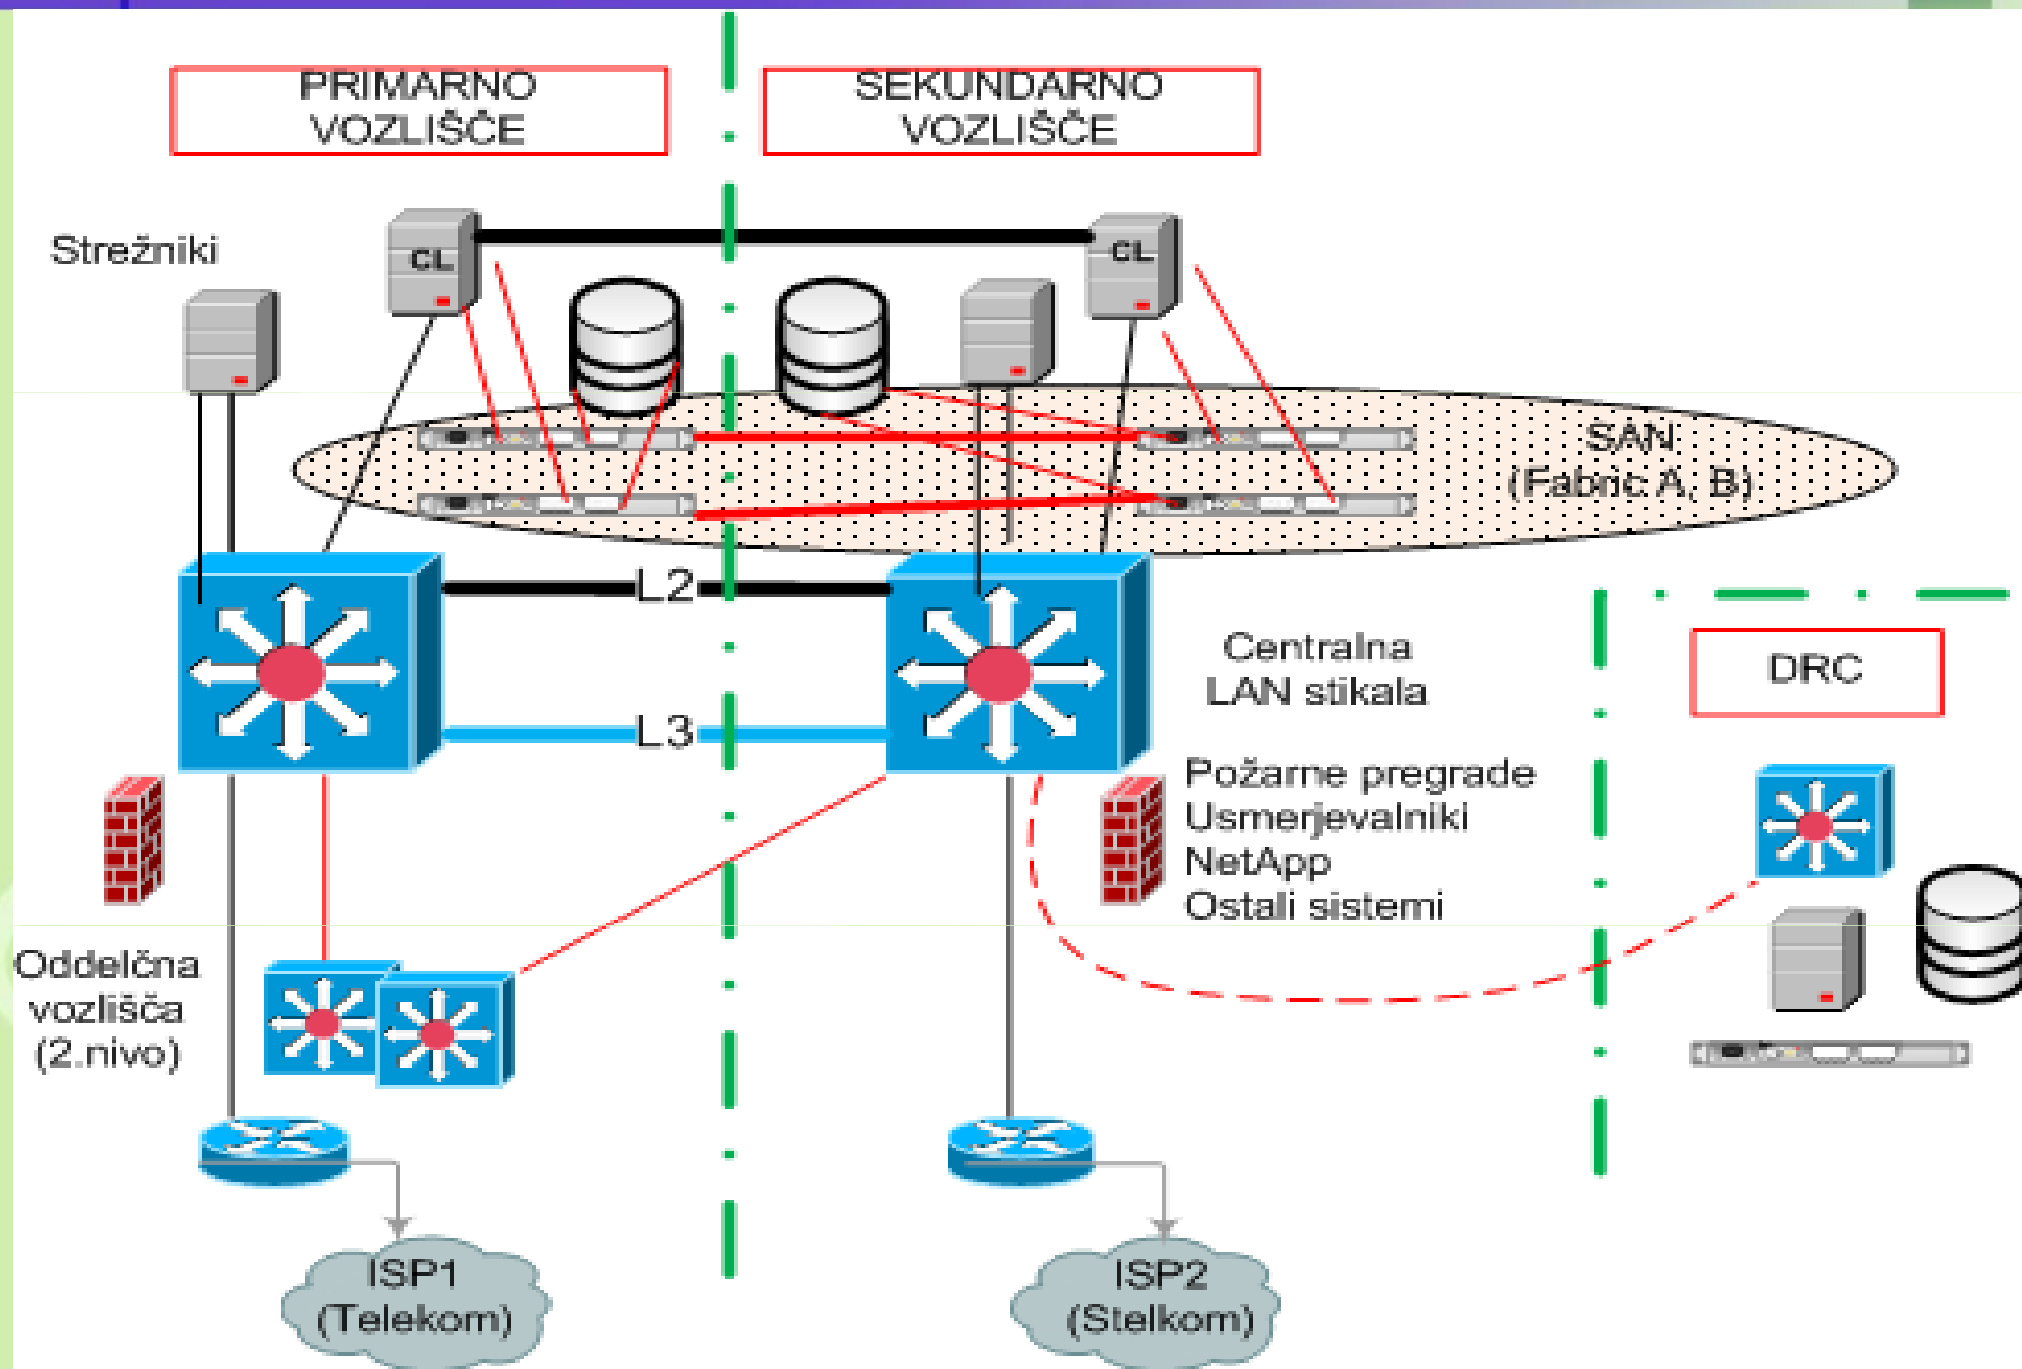 PRIMARNO
VOZLIŠČE
SEKUNDARNO
VOZLIŠČE
Strežniki
CL
CL
SAN
(Fabric A, B)
L2
Centralna
LAN stikala
DRC
L3
Požarne pregrade
Usmerjevalniki
NetApp
Ostali sistemi
Oddelčna
vozlišča
(2.nivo)
ISP1
(Telekom)
ISP2
(Stelkom)